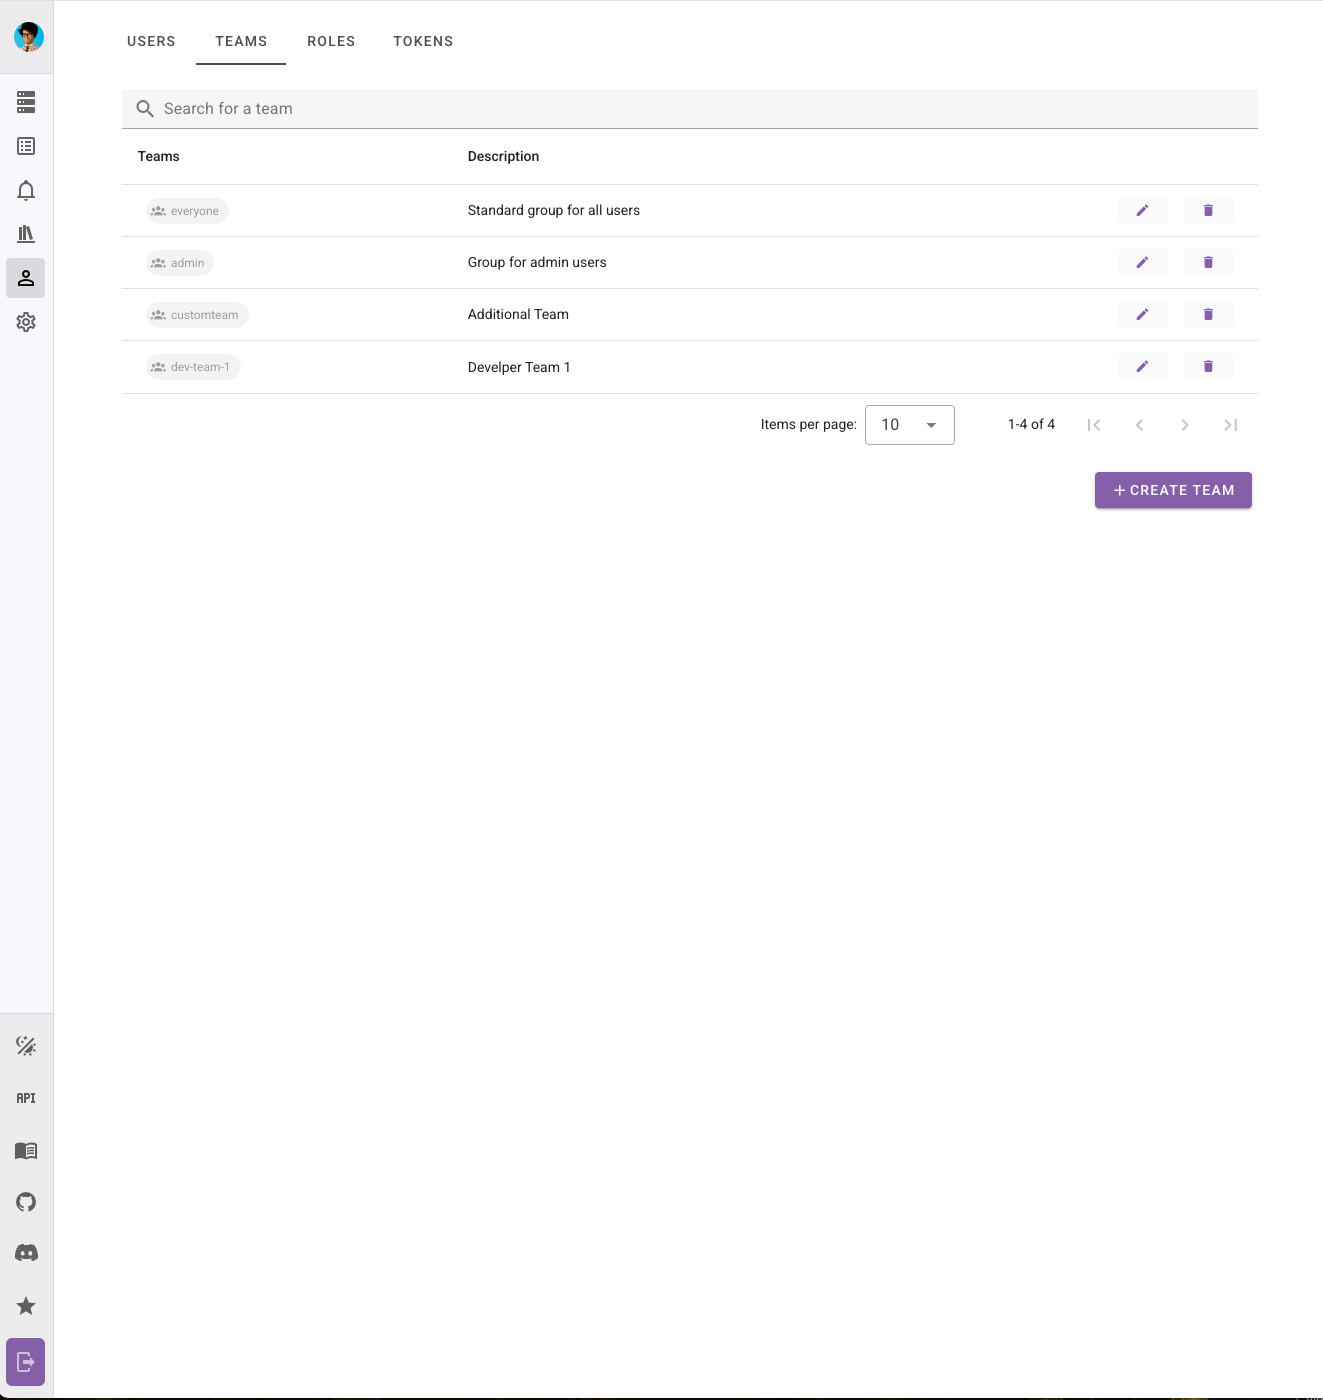 USERS TEAMS ROLES TOKENS
Search for a team
Teams Description
everyone Standard group for all users
admin Group for admin users
customteam Additional Team
dev-team-1 Develper Team 1
Items per page: 10 1-4 of 4
CREATE TEAM
API